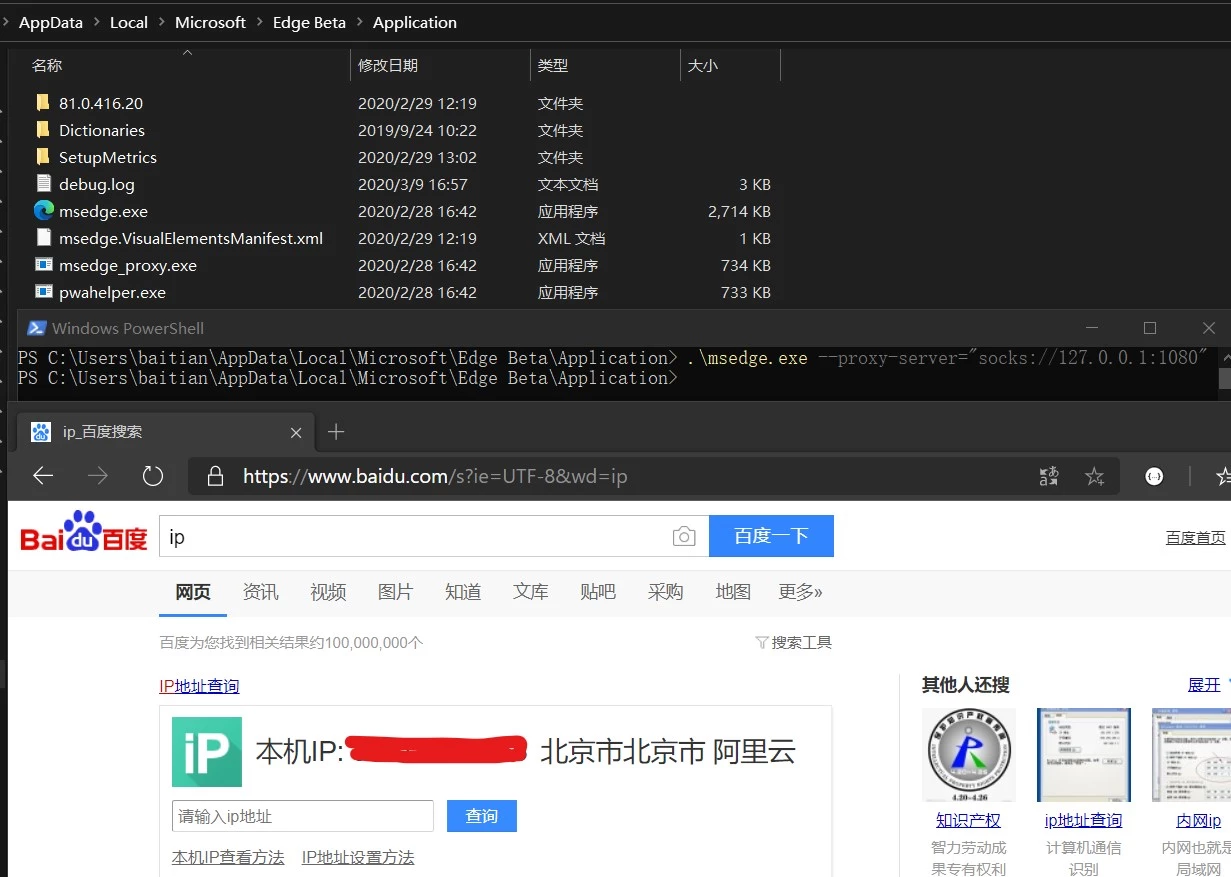 AppData > Local > Microsoft > Edge Beta > Application
名称 修改日期 类型 大小
81.0.416.20 2020/2/29 12:19 文件夹
Dictionaries 2019/9/24 10:22 文件夹
SetupMetrics 2020/2/29 13:02 文件夹
debug.log 2020/3/9 16:57 文本文档 3 KB
msedge.exe 2020/2/28 16:42 应用程序 2,714 KB
msedge.VisualElementsManifest.xml 2020/2/29 12:19 XML 文档 1 KB
msedge_proxy.exe 2020/2/28 16:42 应用程序 734 KB
pwahelper.exe 2020/2/28 16:42 应用程序 733 KB
Windows PowerShell
PS C:\Users\baitian\AppData\Local\Microsoft\Edge Beta\Application> .\msedge.exe --proxy-server="socks://127.0.0.1:1080"
PS C:\Users\baitian\AppData\Local\Microsoft\Edge Beta\Application>
ip_百度搜索
https://www.baidu.com/s?ie=UTF-8&wd=ip
Bai du 百度 ip 百度一下 百度首页
网页 资讯 视频 图片 知道 文库 贴吧 采购 地图 更多»
百度为您找到相关结果约100,000,000个 搜索工具
IP地址查询 其他人还搜 展开
iP 本机IP: 北京市北京市 阿里云
4.20-4.26
请输入ip地址 查询 知识产权 ip地址查询 内网ip
本机IP查看方法 IP地址设置方法 智力劳动成 计算机通信 内网也就是
果专有权利 识别 局域网